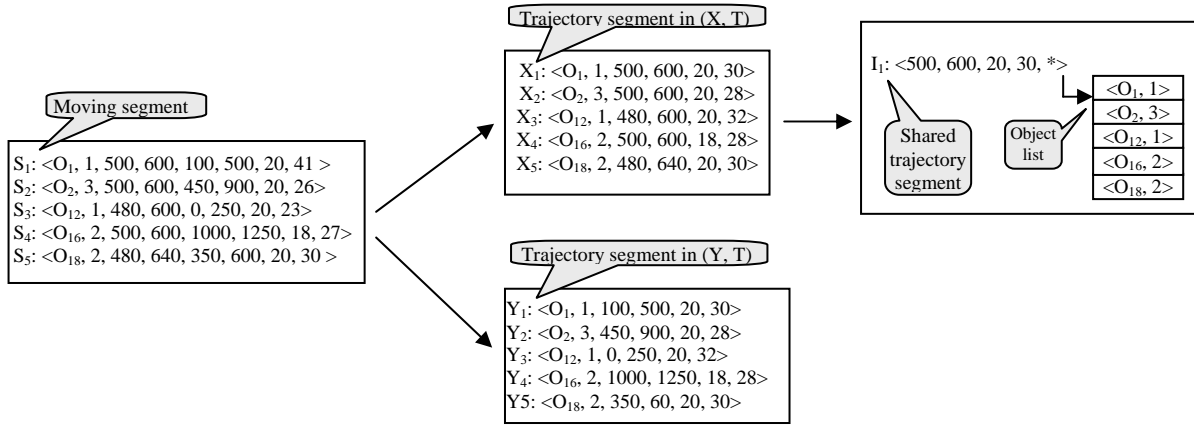 Moving segment
S₁: <O₁, 1, 500, 600, 100, 500, 20, 41 >
S₂: <O₂, 3, 500, 600, 450, 900, 20, 26>
S₃: <O₁₂, 1, 480, 600, 0, 250, 20, 23>
S₄: <O₁₆, 2, 500, 600, 1000, 1250, 18, 27>
S₅: <O₁₈, 2, 480, 640, 350, 600, 20, 30 >
Trajectory segment in (X, T)
X₁: <O₁, 1, 500, 600, 20, 30>
X₂: <O₂, 3, 500, 600, 20, 28>
X₃: <O₁₂, 1, 480, 600, 20, 32>
X₄: <O₁₆, 2, 500, 600, 18, 28>
X₅: <O₁₈, 2, 480, 640, 20, 30>
Trajectory segment in (Y, T)
Y₁: <O₁, 1, 100, 500, 20, 30>
Y₂: <O₂, 3, 450, 900, 20, 28>
Y₃: <O₁₂, 1, 0, 250, 20, 32>
Y₄: <O₁₆, 2, 1000, 1250, 18, 28>
Y5: <O₁₈, 2, 350, 60, 20, 30>
I₁: <500, 600, 20, 30, *>
Shared
trajectory
segment
Object
list
<O₁, 1>
<O₂, 3>
<O₁₂, 1>
<O₁₆, 2>
<O₁₈, 2>